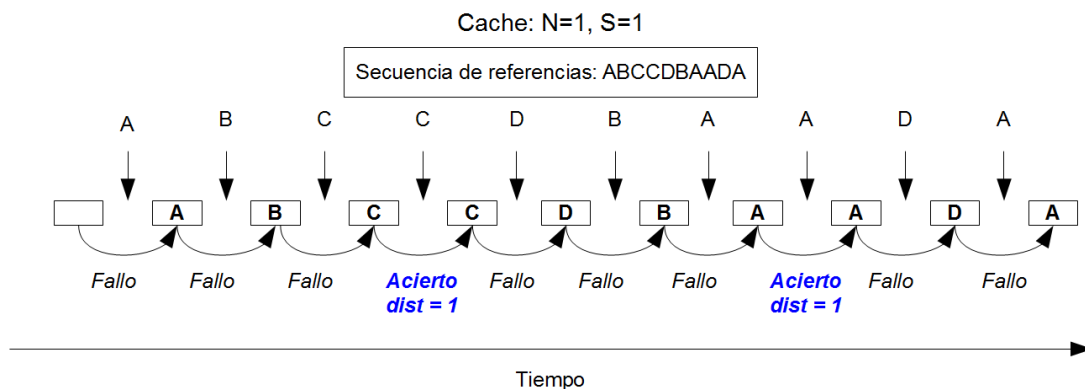 Cache: N=1, S=1
Secuencia de referencias: ABCCDBAADA
A B C C D B A A D A
A B C C D B A A D A
Fallo Fallo Fallo Acierto Fallo Fallo Fallo Acierto Fallo Fallo
dist = 1 dist = 1
Tiempo